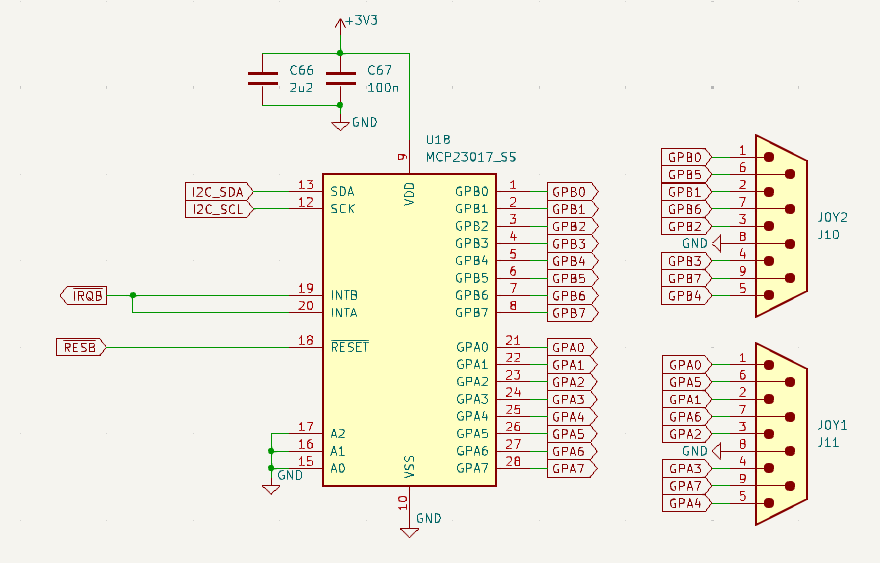 +3V3
C66
2u2
C67
100n
GND
U18
MCP23017_SS
9
VDD
I2C_SDA 13 SDA
I2C_SCL 12 SCK
IRQB 19 INTB
20 INTA
RESB 18 RESET
17 A2
16 A1
15 A0
GND
VSS
10
GND
GPB0 1 GPB0
GPB1 2 GPB1
GPB2 3 GPB2
GPB3 4 GPB3
GPB4 5 GPB4
GPB5 6 GPB5
GPB6 7 GPB6
GPB7 8 GPB7
GPA0 21 GPA0
GPA1 22 GPA1
GPA2 23 GPA2
GPA3 24 GPA3
GPA4 25 GPA4
GPA5 26 GPA5
GPA6 27 GPA6
GPA7 28 GPA7
GPB0 1
GPB5 6
GPB1 2
GPB6 7
GPB2 3
GND 8
GPB3 4
GPB7 9
GPB4 5
JOY2
J10
GPA0 1
GPA5 6
GPA1 2
GPA6 7
GPA2 3
GND 8
GPA3 4
GPA7 9
GPA4 5
JOY1
J11